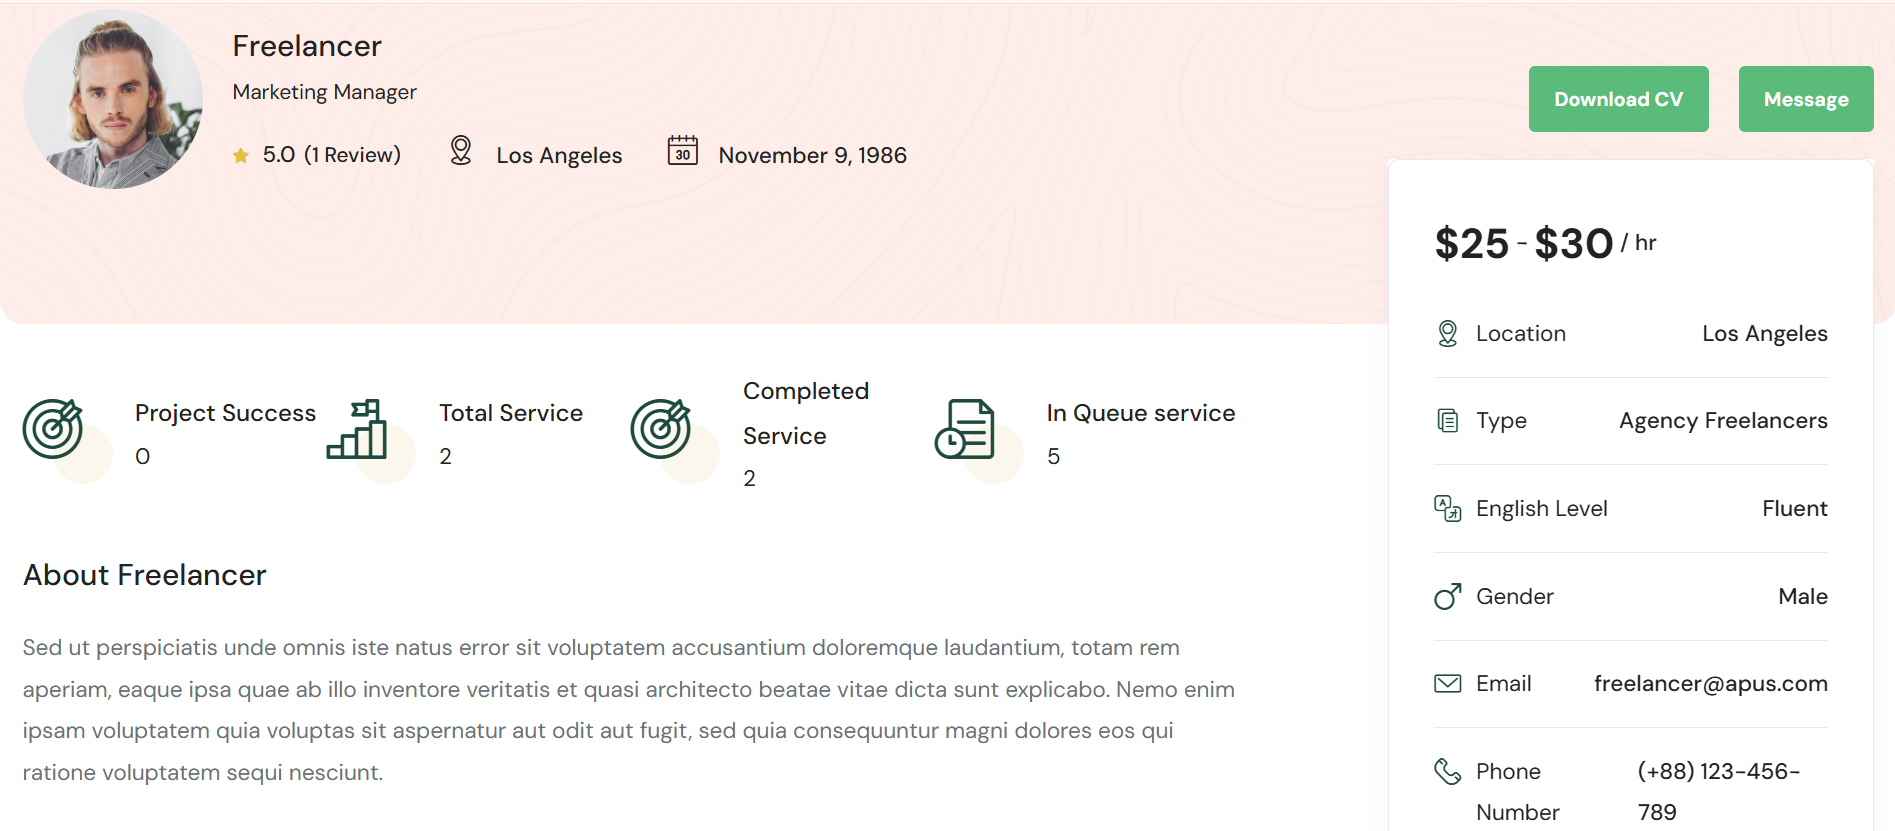 Freelancer
Marketing Manager
5.0 (1 Review)
Los Angeles
30
November 9, 1986
Download CV
Message
$25 - $30 / hr
Location
Los Angeles
Type
Agency Freelancers
A
English Level
Fluent
Gender
Male
Email
freelancer@apus.com
Phone
Number
(+88) 123-456-
789
Project Success
0
Total Service
2
Completed
Service
2
In Queue service
5
About Freelancer
Sed ut perspiciatis unde omnis iste natus error sit voluptatem accusantium doloremque laudantium, totam rem
aperiam, eaque ipsa quae ab illo inventore veritatis et quasi architecto beatae vitae dicta sunt explicabo. Nemo enim
ipsam voluptatem quia voluptas sit aspernatur aut odit aut fugit, sed quia consequuntur magni dolores eos qui
ratione voluptatem sequi nesciunt.